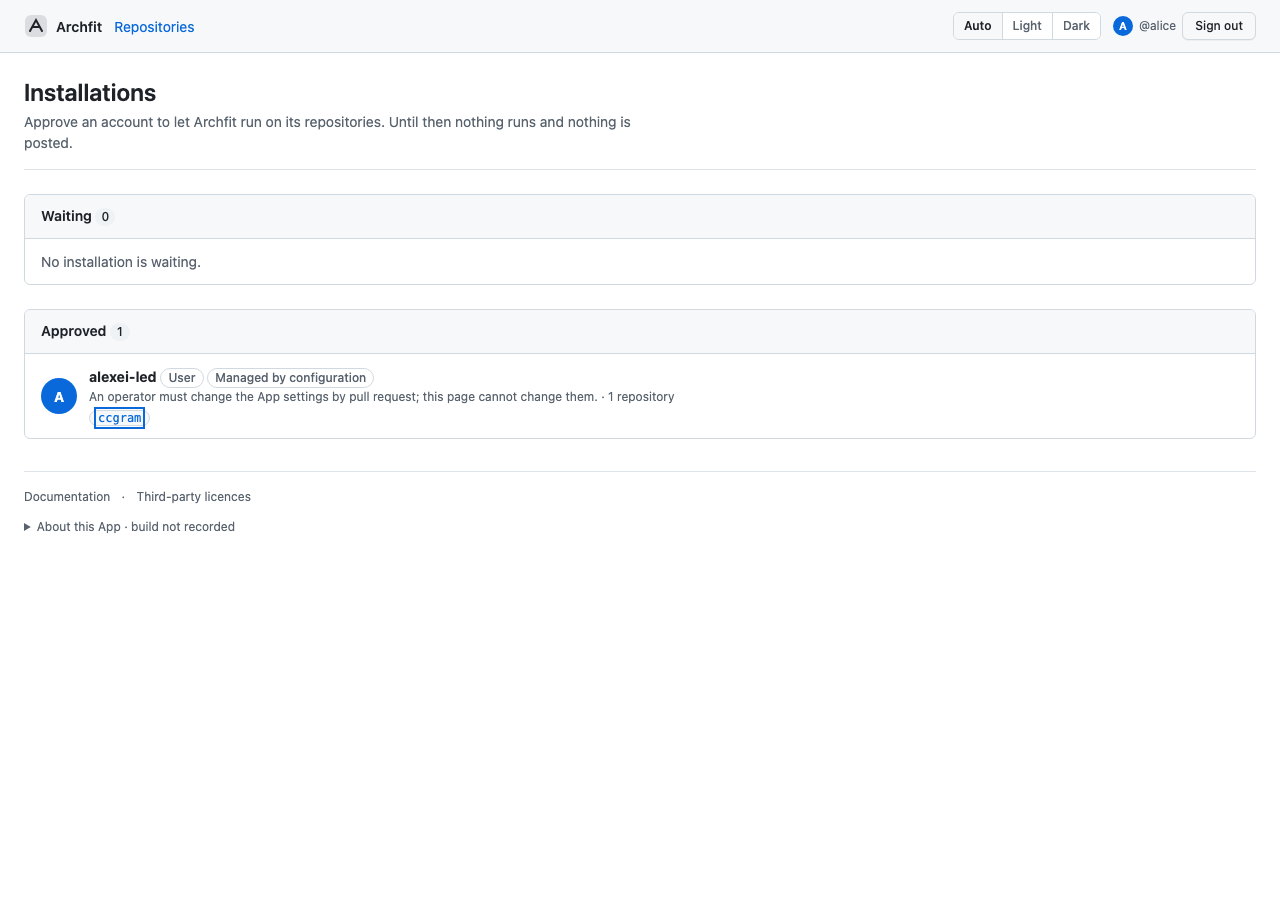 Archfit Repositories Auto Light Dark A @alice Sign out
Installations
Approve an account to let Archfit run on its repositories. Until then nothing runs and nothing is
posted.
Waiting 0
No installation is waiting.
Approved 1
A
alexei-led User Managed by configuration
An operator must change the App settings by pull request; this page cannot change them. · 1 repository
ccgram
Documentation · Third-party licences
About this App · build not recorded